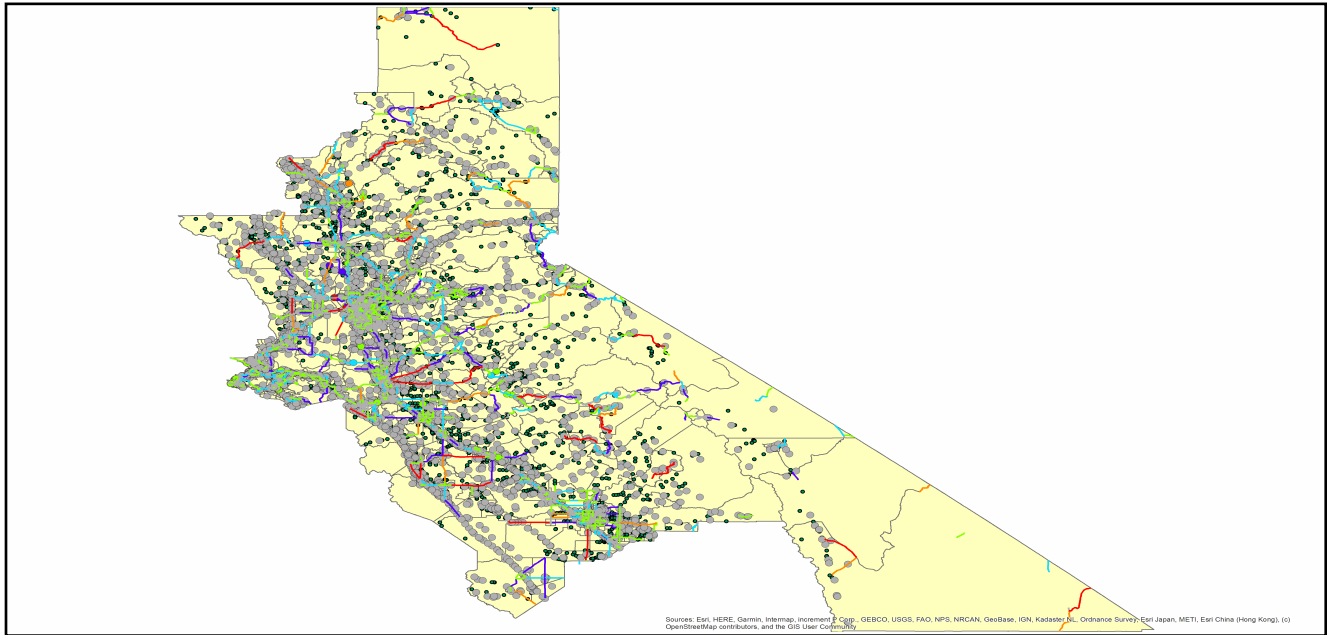 Sources: Esri, HERE, Garmin, Intermap, increment P Corp., GEBCO, USGS, FAO, NPS, NRCAN, GeoBase, IGN, Kadaster NL, Ordnance Survey, Esri Japan, METI, Esri China (Hong Kong), (c)
OpenStreetMap contributors, and the GIS User Community